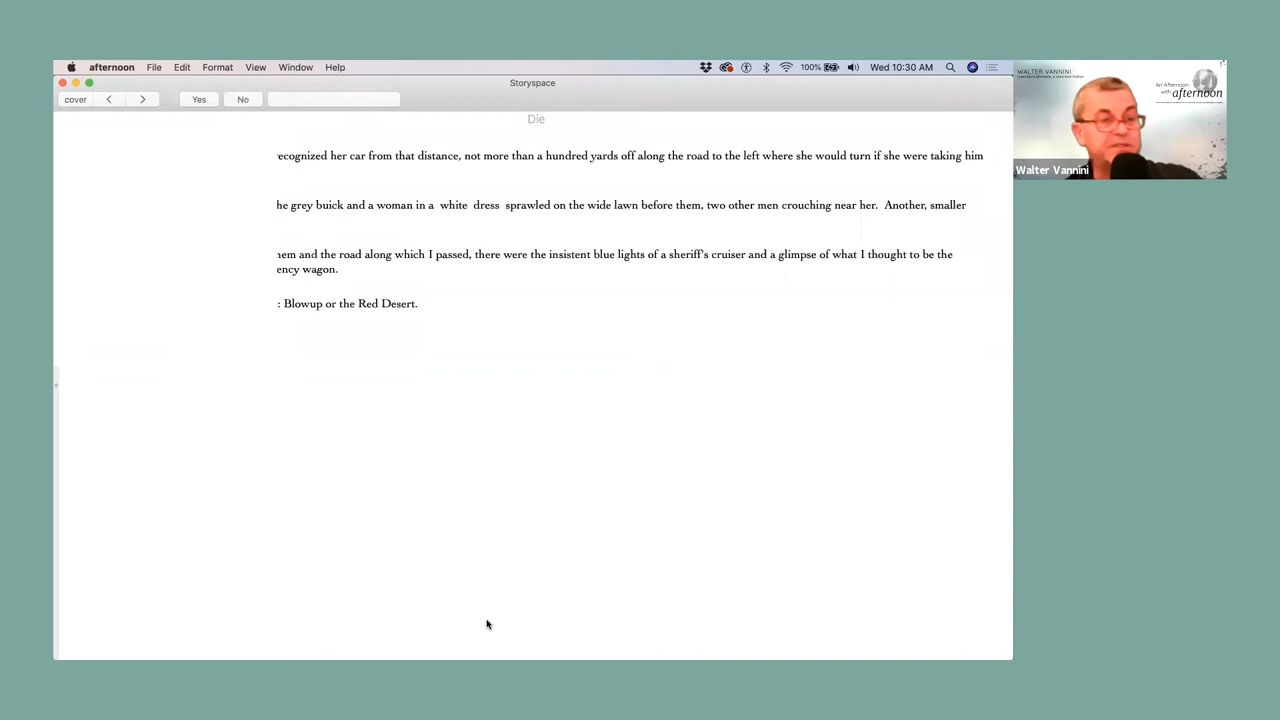 afternoon File Edit Format View Window Help 100% Wed 10:30 AM
Storyspace
cover Yes No
Die
ecognized her car from that distance, not more than a hundred yards off along the road to the left where she would turn if she were taking him
he grey buick and a woman in a white dress sprawled on the wide lawn before them, two other men crouching near her. Another, smaller
em and the road along which I passed, there were the insistent blue lights of a sheriff's cruiser and a glimpse of what I thought to be the
ency wagon.
: Blowup or the Red Desert.
WALTER VANNINI
An Afternoon
with afternoon
Walter Vannini